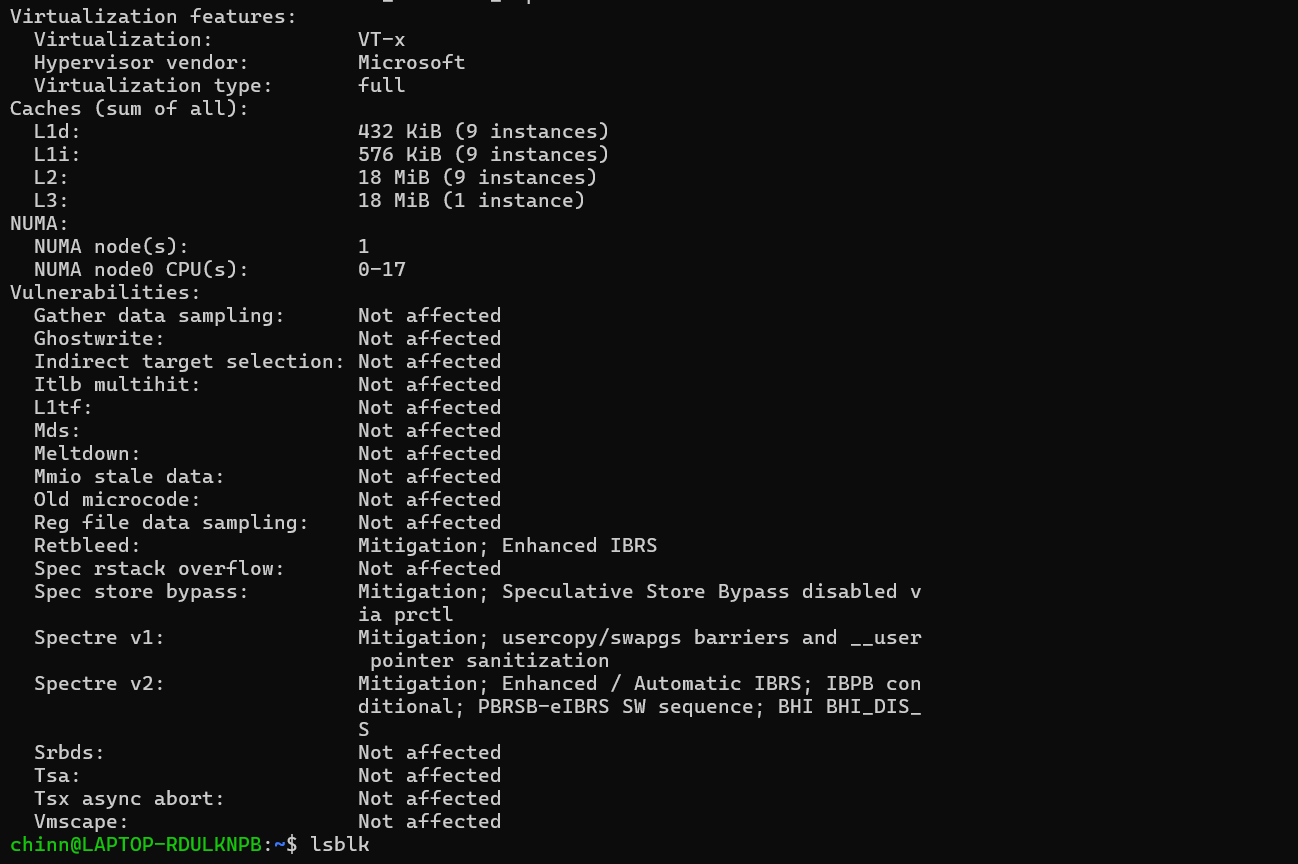 Virtualization features:
  Virtualization:            VT-x
  Hypervisor vendor:         Microsoft
  Virtualization type:       full
Caches (sum of all):
  L1d:                       432 KiB (9 instances)
  L1i:                       576 KiB (9 instances)
  L2:                        18 MiB (9 instances)
  L3:                        18 MiB (1 instance)
NUMA:
  NUMA node(s):              1
  NUMA node0 CPU(s):         0-17
Vulnerabilities:
  Gather data sampling:      Not affected
  Ghostwrite:                Not affected
  Indirect target selection: Not affected
  Itlb multihit:             Not affected
  L1tf:                      Not affected
  Mds:                       Not affected
  Meltdown:                  Not affected
  Mmio stale data:           Not affected
  Old microcode:             Not affected
  Reg file data sampling:    Not affected
  Retbleed:                  Mitigation; Enhanced IBRS
  Spec rstack overflow:      Not affected
  Spec store bypass:         Mitigation; Speculative Store Bypass disabled v
                             ia prctl
  Spectre v1:                Mitigation; usercopy/swapgs barriers and __user
                              pointer sanitization
  Spectre v2:                Mitigation; Enhanced / Automatic IBRS; IBPB con
                             ditional; PBRSB-eIBRS SW sequence; BHI BHI_DIS_
                             S
  Srbds:                     Not affected
  Tsa:                       Not affected
  Tsx async abort:           Not affected
  Vmscape:                   Not affected
chinn@LAPTOP-RDULKNPB:~$ lsblk